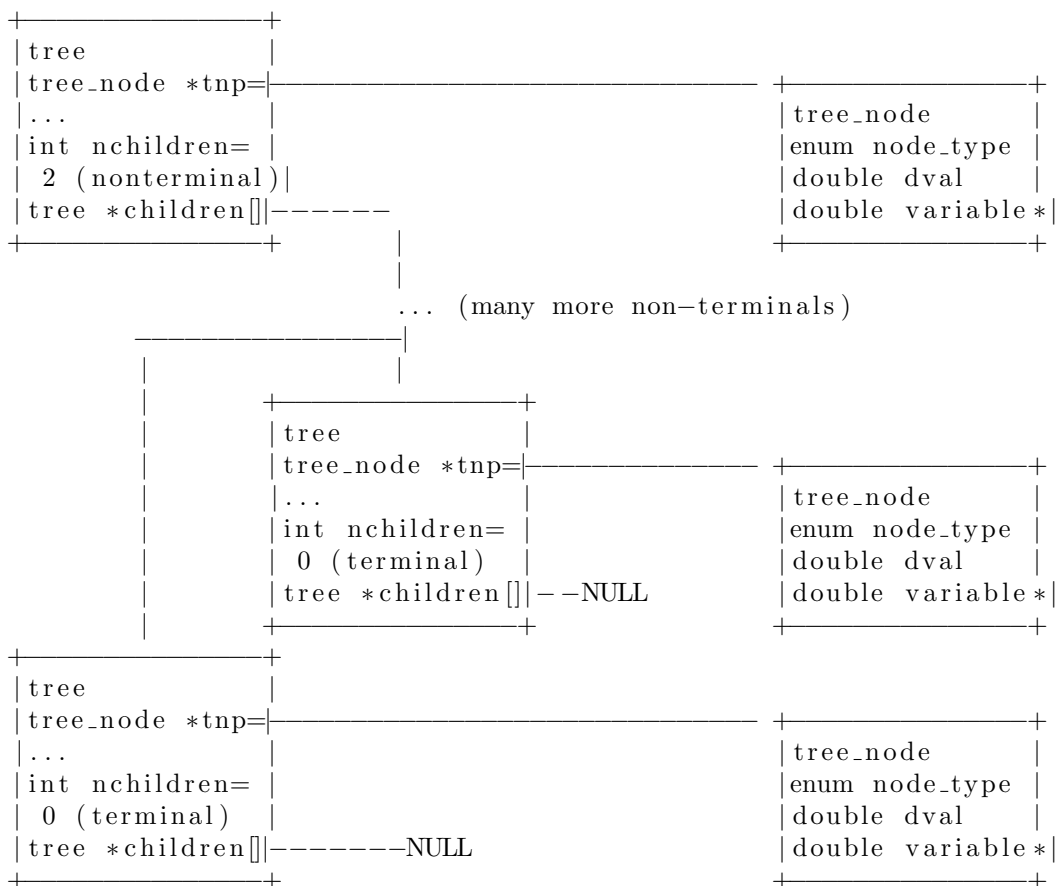 +---------------+
|tree           |
|tree_node *tnp=|------------------------------ +---------------+
|...            |                               |tree_node      |
|int nchildren= |                               |enum node_type |
| 2 (nonterminal)|                              |double dval    |
|tree *children[]|------                        |double variable*|
+---------------+       |                       +---------------+
                        |
                        ... (many more non-terminals)
        ----------------|
        |               |
        |       +---------------+
        |       |tree           |
        |       |tree_node *tnp=|-------------- +---------------+
        |       |...            |               |tree_node      |
        |       |int nchildren= |               |enum node_type |
        |       | 0 (terminal)  |               |double dval    |
        |       |tree *children[]|--NULL        |double variable*|
        |       +---------------+               +---------------+
+---------------+
|tree           |
|tree_node *tnp=|------------------------------ +---------------+
|...            |                               |tree_node      |
|int nchildren= |                               |enum node_type |
| 0 (terminal)  |                               |double dval    |
|tree *children[]|-------NULL                   |double variable*|
+---------------+                               +---------------+